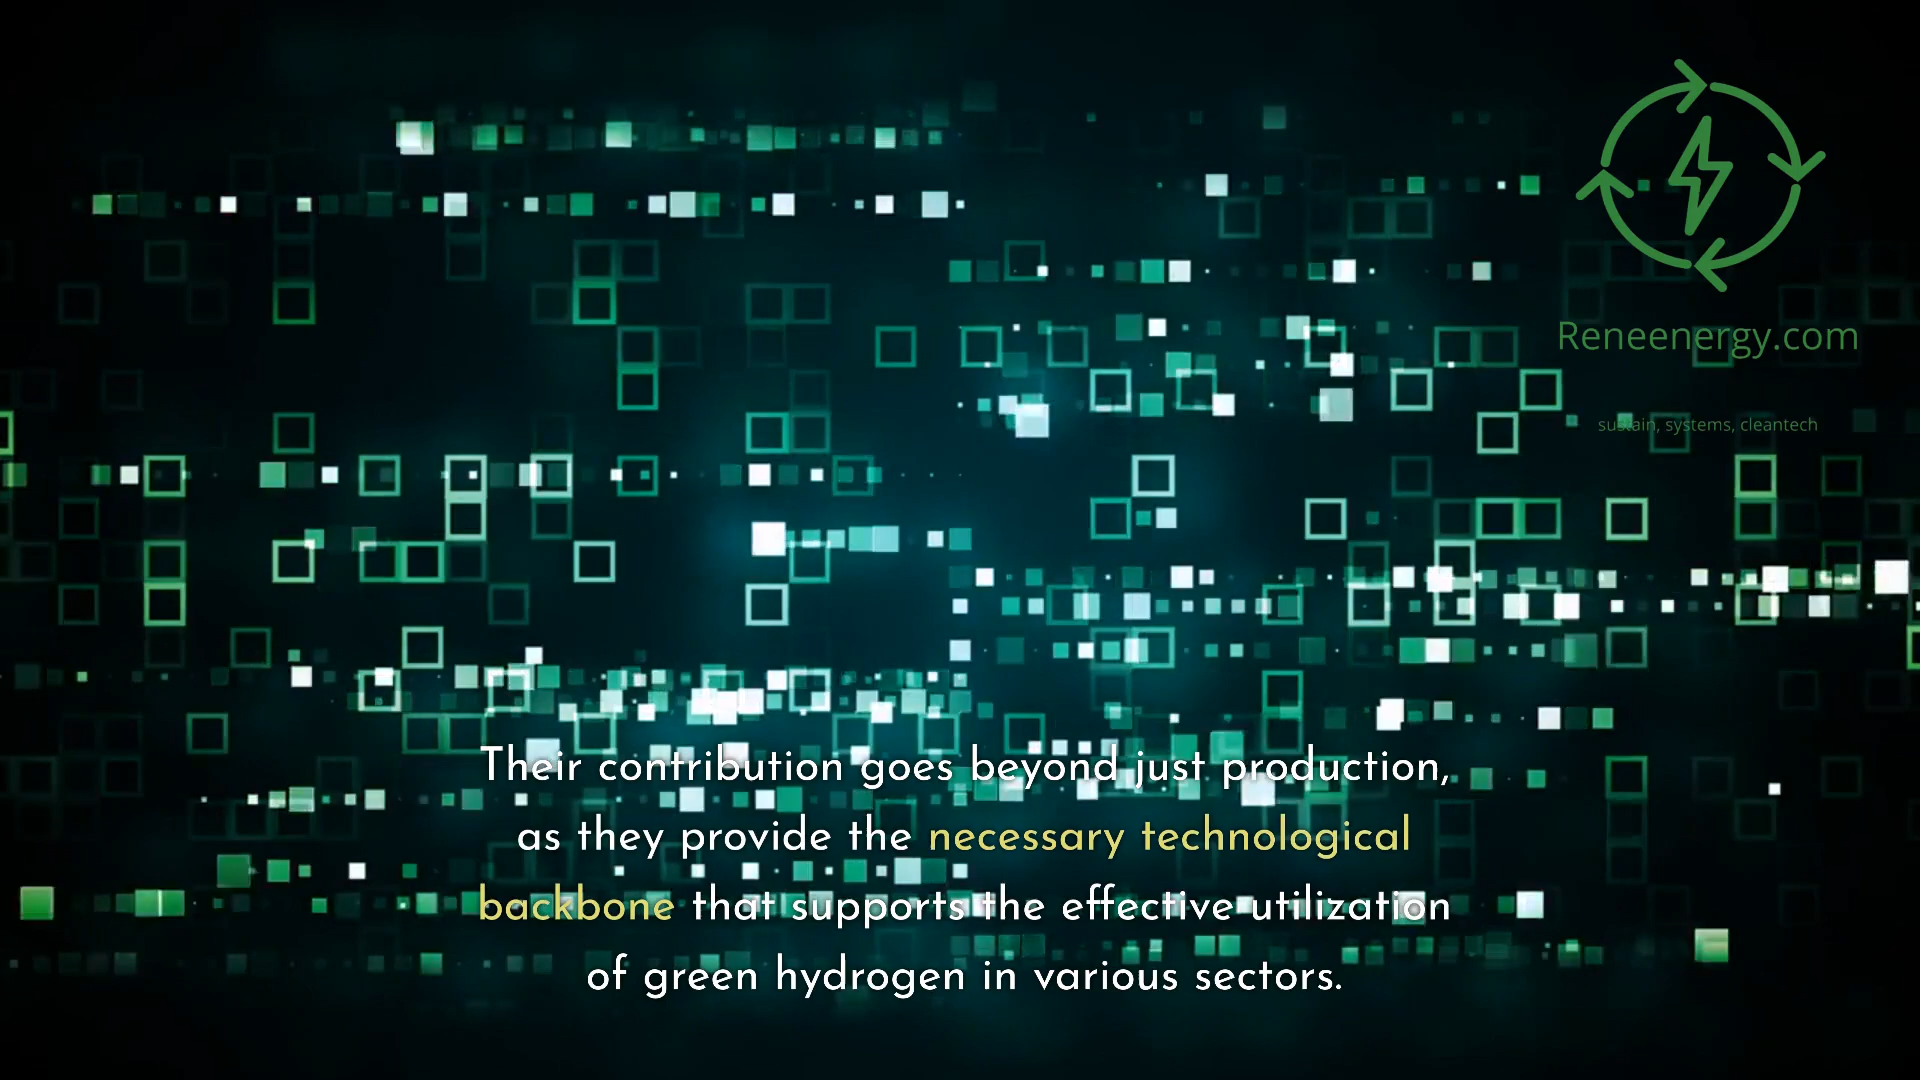 Reneenergy.com
sustain, systems, cleantech
Their contribution goes beyond just production,
as they provide the necessary technological
backbone that supports the effective utilization
of green hydrogen in various sectors.